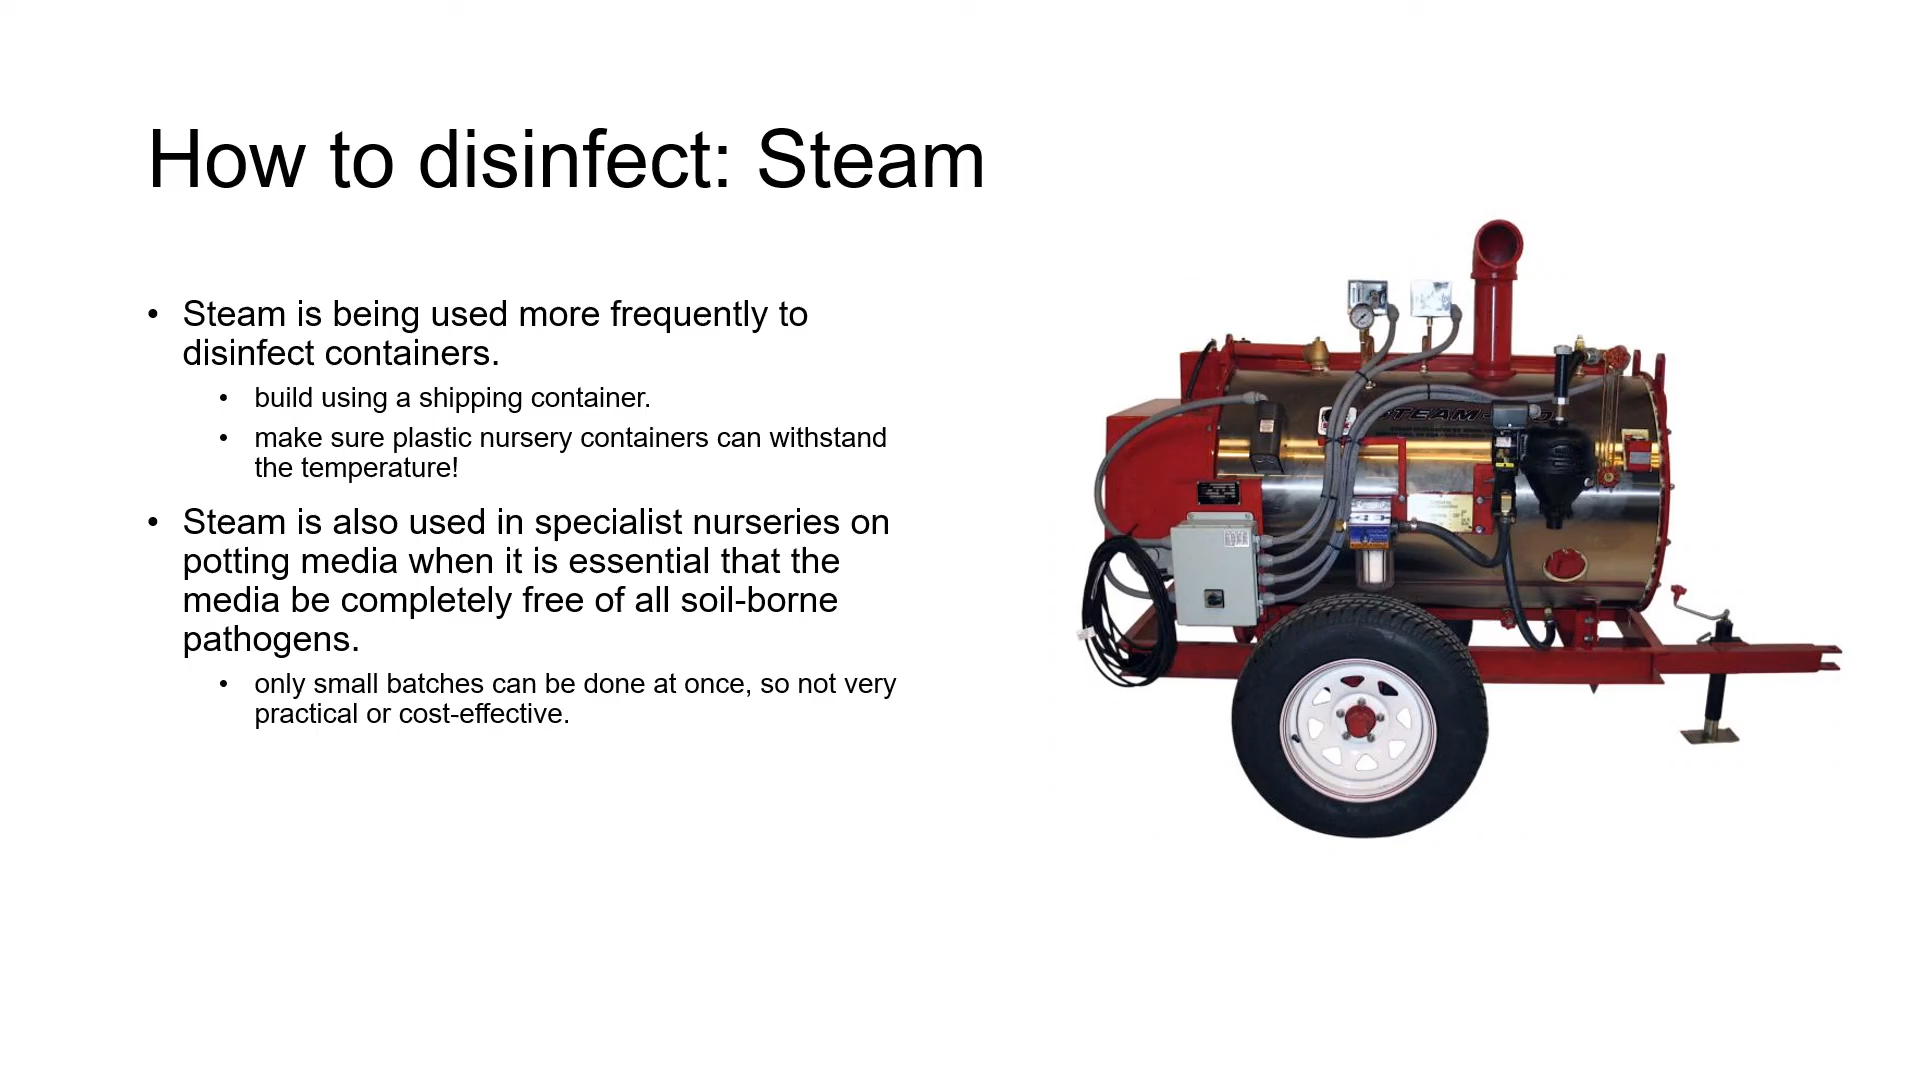 How to disinfect: Steam
• Steam is being used more frequently to
disinfect containers.
• build using a shipping container.
• make sure plastic nursery containers can withstand
the temperature!
• Steam is also used in specialist nurseries on
potting media when it is essential that the
media be completely free of all soil-borne
pathogens.
• only small batches can be done at once, so not very
practical or cost-effective.
STEAM